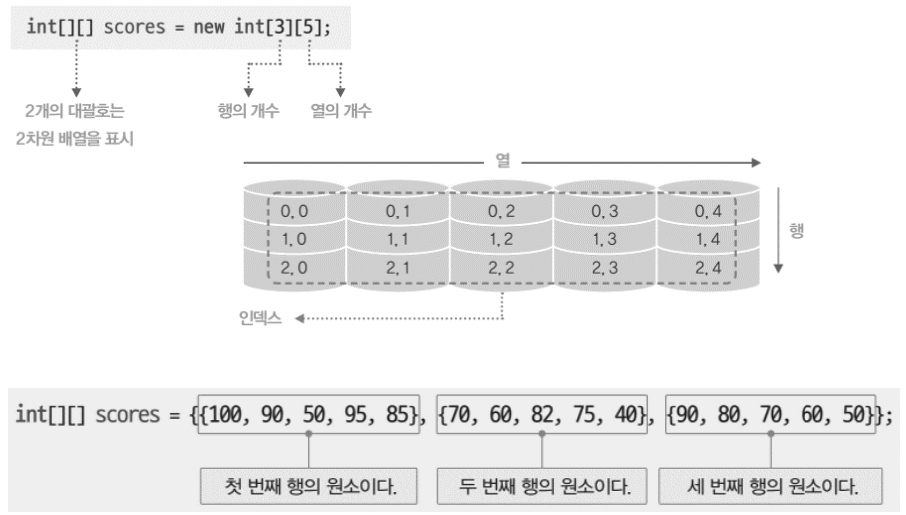 int[][] scores = new int[3][5];
2개의 대괄호는
2차원 배열을 표시
행의 개수
열의 개수
열
0, 0 0, 1 0, 2 0, 3 0, 4
1, 0 1, 1 1, 2 1, 3 1, 4
2, 0 2, 1 2, 2 2, 3 2, 4
행
인덱스
int[][] scores = {{100, 90, 50, 95, 85}, {70, 60, 82, 75, 40}, {90, 80, 70, 60, 50}};
첫 번째 행의 원소이다.
두 번째 행의 원소이다.
세 번째 행의 원소이다.